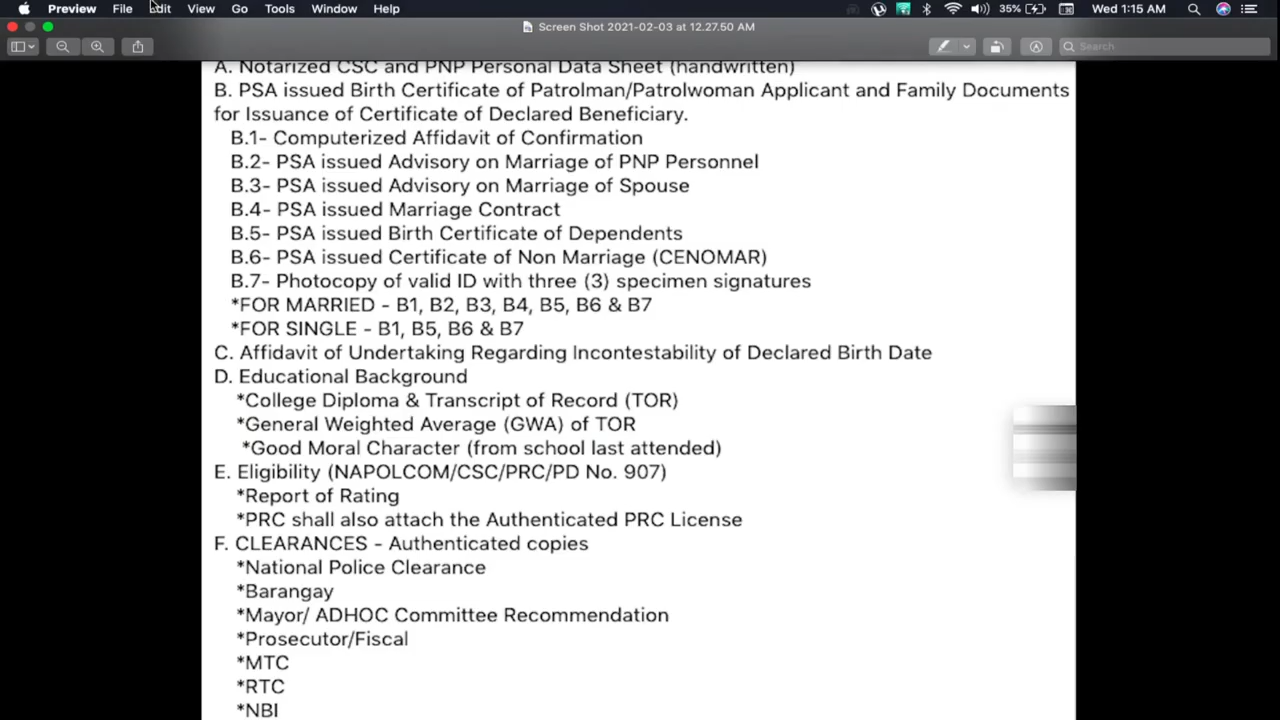 Preview File Edit View Go Tools Window Help 35% Wed 1:15 AM
Screen Shot 2021-02-03 at 12.27.50 AM
Search
A. Notarized CSC and PNP Personal Data Sheet (handwritten)
B. PSA issued Birth Certificate of Patrolman/Patrolwoman Applicant and Family Documents
for Issuance of Certificate of Declared Beneficiary.
B.1- Computerized Affidavit of Confirmation
B.2- PSA issued Advisory on Marriage of PNP Personnel
B.3- PSA issued Advisory on Marriage of Spouse
B.4- PSA issued Marriage Contract
B.5- PSA issued Birth Certificate of Dependents
B.6- PSA issued Certificate of Non Marriage (CENOMAR)
B.7- Photocopy of valid ID with three (3) specimen signatures
*FOR MARRIED - B1, B2, B3, B4, B5, B6 & B7
*FOR SINGLE - B1, B5, B6 & B7
C. Affidavit of Undertaking Regarding Incontestability of Declared Birth Date
D. Educational Background
*College Diploma & Transcript of Record (TOR)
*General Weighted Average (GWA) of TOR
*Good Moral Character (from school last attended)
E. Eligibility (NAPOLCOM/CSC/PRC/PD No. 907)
*Report of Rating
*PRC shall also attach the Authenticated PRC License
F. CLEARANCES - Authenticated copies
*National Police Clearance
*Barangay
*Mayor/ ADHOC Committee Recommendation
*Prosecutor/Fiscal
*MTC
*RTC
*NBI